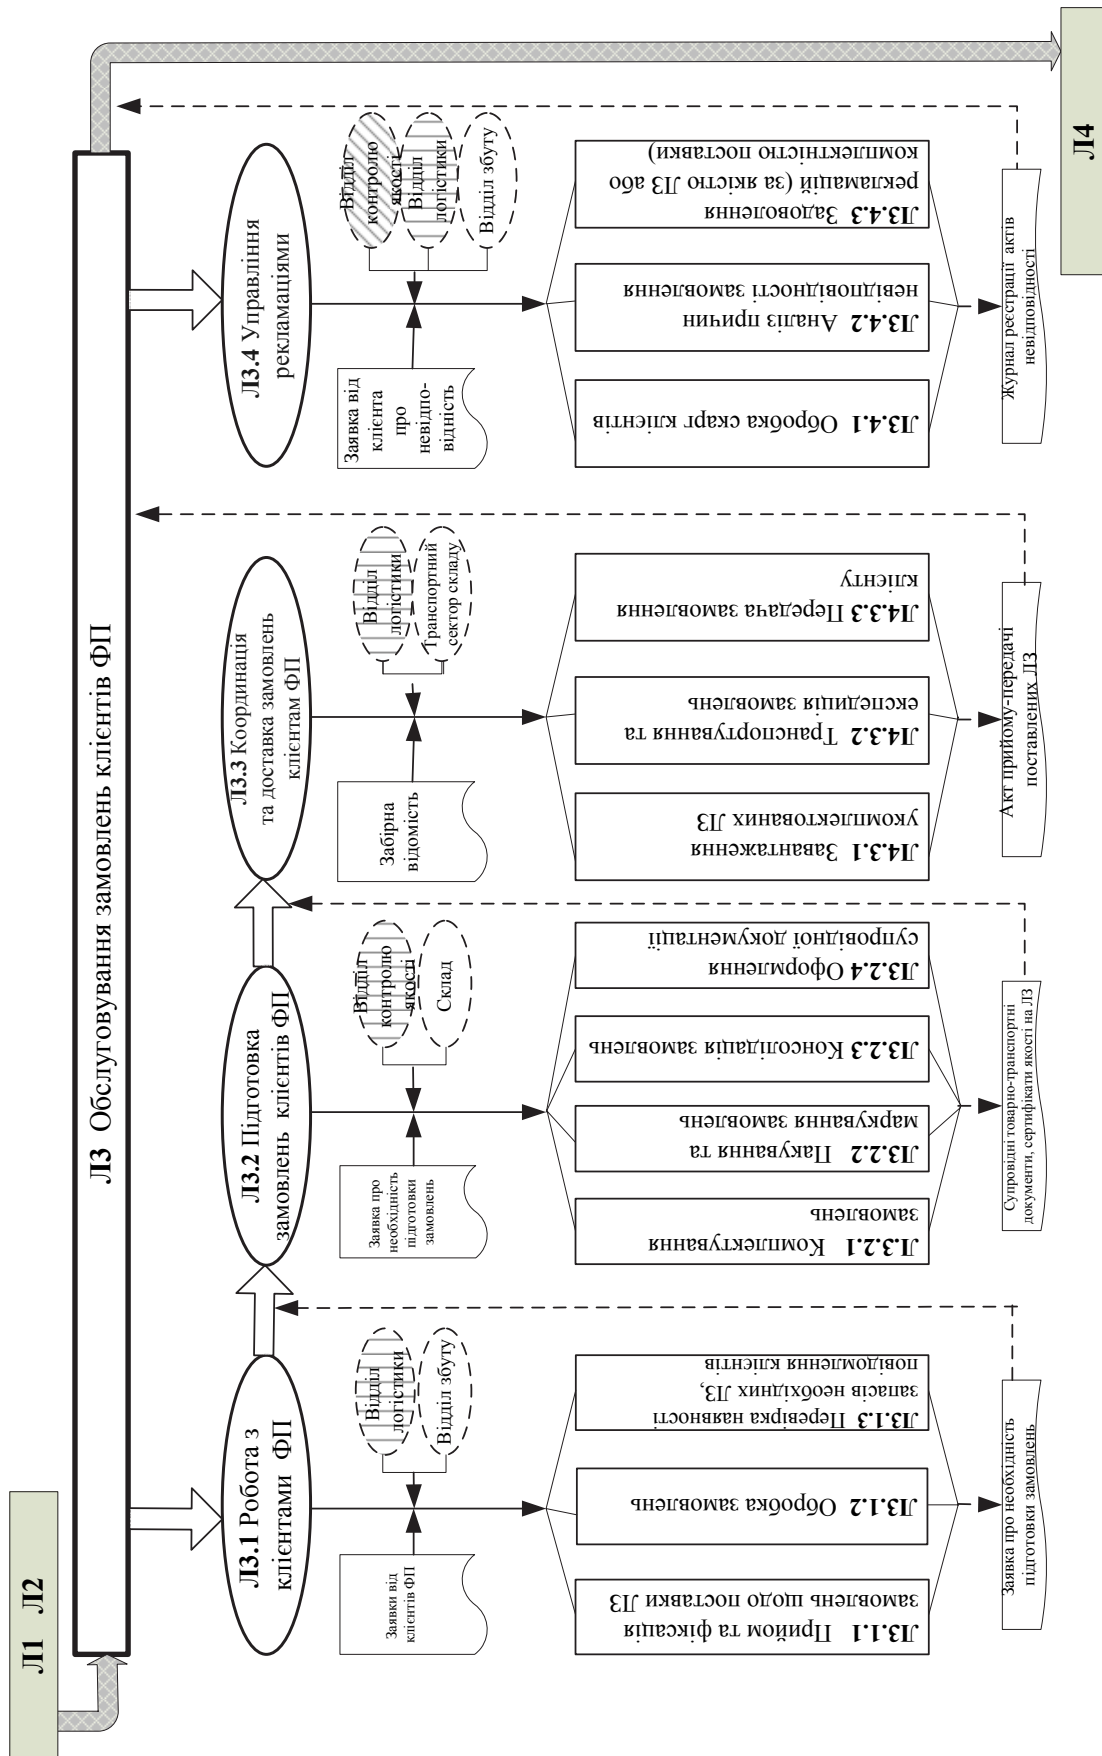 Л1 Л2
Л3 Обслуговування замовлень клієнтів ФП
Л3.1 Робота з
клієнтами ФП
Заявки від
клієнтів ФП
Відділ
логістики
Відділ збуту
Л3.1.1 Прийом та фіксація
замовлень щодо поставки ЛЗ
Л3.1.2 Обробка замовлень
Л3.1.3 Перевірка наявності
запасів необхідних ЛЗ,
повідомлення клієнтів
Заявка про необхідність
підготовки замовлень
Л3.2 Підготовка
замовлень клієнтів ФП
Заявка про
необхідність
підготовки
замовлень
Відділ
контролю
якості
Склад
Л.3.2.1 Комплектування
замовлень
Л3.2.2 Пакування та
маркування замовлень
Л3.2.3 Консолідація замовлень
Л3.2.4 Оформлення
супровідної документації
Супровідні товарно-транспортні
документи, сертифікати якості на ЛЗ
Л3.3 Координація
та доставка замовлень
клієнтам ФП
Забірна
відомість
Відділ
логістики
Транспортний
сектор складу
Л4.3.1 Завантаження
укомплектованих ЛЗ
Л4.3.2 Транспортування та
експедиція замовлень
Л4.3.3 Передача замовлення
клієнту
Акт прийому-передачі
поставлених ЛЗ
Л3.4 Управління
рекламаціями
Заявка від
клієнта
про
невідпо-
відність
Відділ
контролю
якості
Відділ
логістики
Відділ збуту
Л3.4.1 Обробка скарг клієнтів
Л3.4.2 Аналіз причин
невідповідності замовлення
Л3.4.3 Задоволення
рекламацій (за якістю ЛЗ або
комплектністю поставки)
Журнал реєстрації актів
невідповідності
Л4